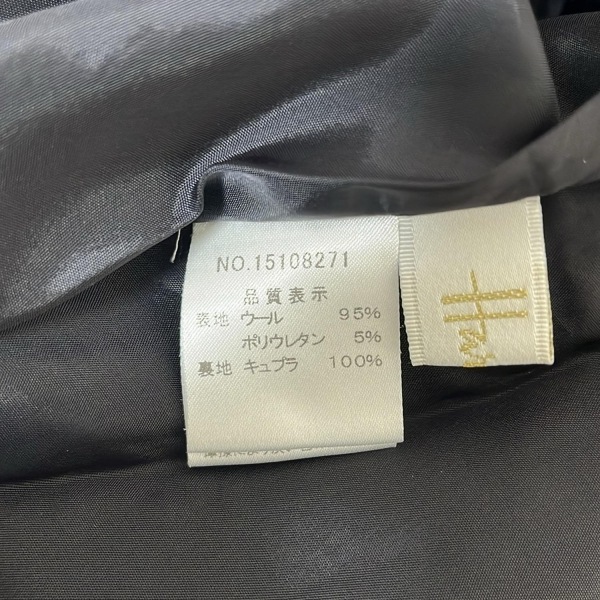 NO.15108271
品質表示
表地 ウール 95%
ポリウレタン 5%
裏地 キュプラ 100%